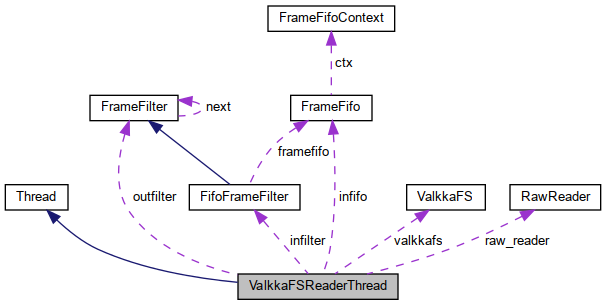 FrameFifoContext
ctx
FrameFilter
next
FrameFifo
framefifo
Thread
outfilter
FifoFrameFilter
infifo
ValkkaFS
RawReader
infilter
valkkafs
raw_reader
ValkkaFSReaderThread